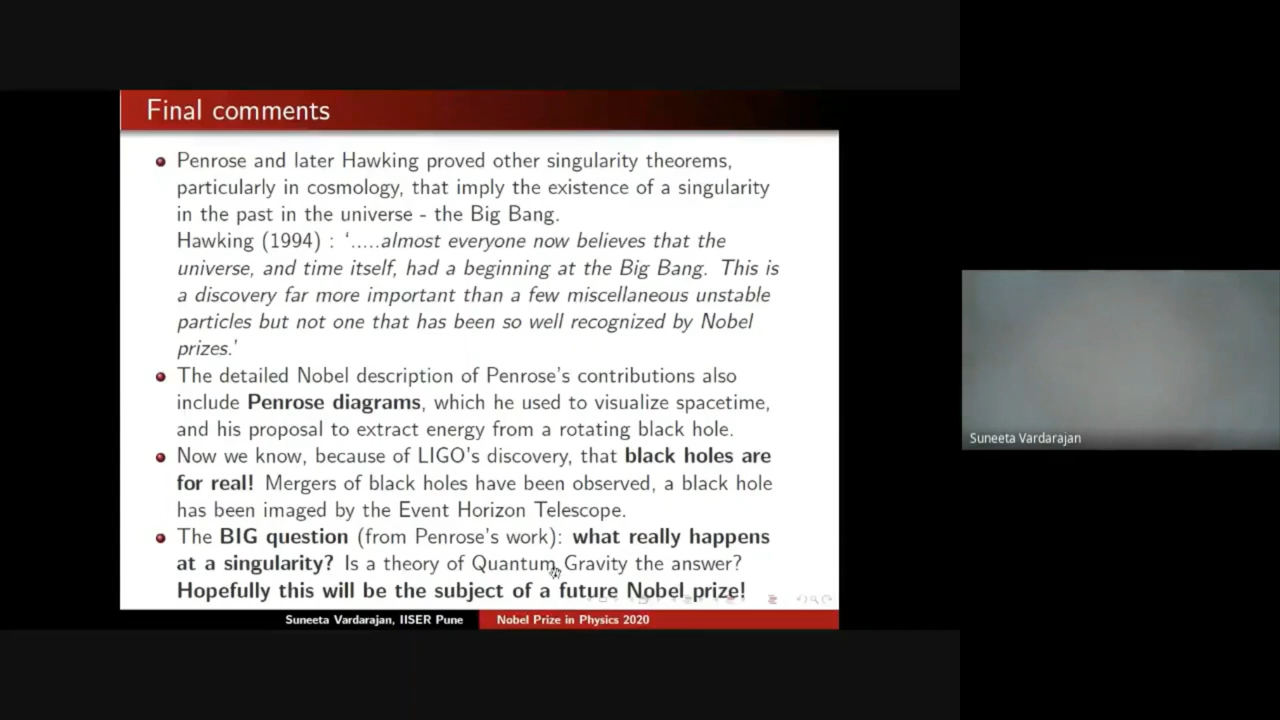 Final comments
Penrose and later Hawking proved other singularity theorems,
particularly in cosmology, that imply the existence of a singularity
in the past in the universe - the Big Bang.
Hawking (1994) : ‘.....almost everyone now believes that the
universe, and time itself, had a beginning at the Big Bang. This is
a discovery far more important than a few miscellaneous unstable
particles but not one that has been so well recognized by Nobel
prizes.’
The detailed Nobel description of Penrose's contributions also
include Penrose diagrams, which he used to visualize spacetime,
and his proposal to extract energy from a rotating black hole.
Now we know, because of LIGO's discovery, that black holes are
for real! Mergers of black holes have been observed, a black hole
has been imaged by the Event Horizon Telescope.
The BIG question (from Penrose's work): what really happens
at a singularity? Is a theory of Quantum Gravity the answer?
Hopefully this will be the subject of a future Nobel prize!
Suneeta Vardarajan, IISER Pune
Nobel Prize in Physics 2020
Suneeta Vardarajan